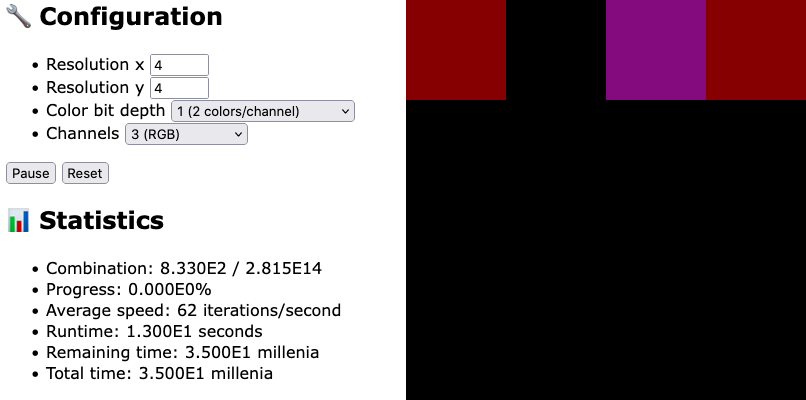 Configuration
Resolution x 4
Resolution y 4
Color bit depth 1 (2 colors/channel)
Channels 3 (RGB)
Pause Reset
Statistics
Combination: 8.330E2 / 2.815E14
Progress: 0.000E0%
Average speed: 62 iterations/second
Runtime: 1.300E1 seconds
Remaining time: 3.500E1 millenia
Total time: 3.500E1 millenia